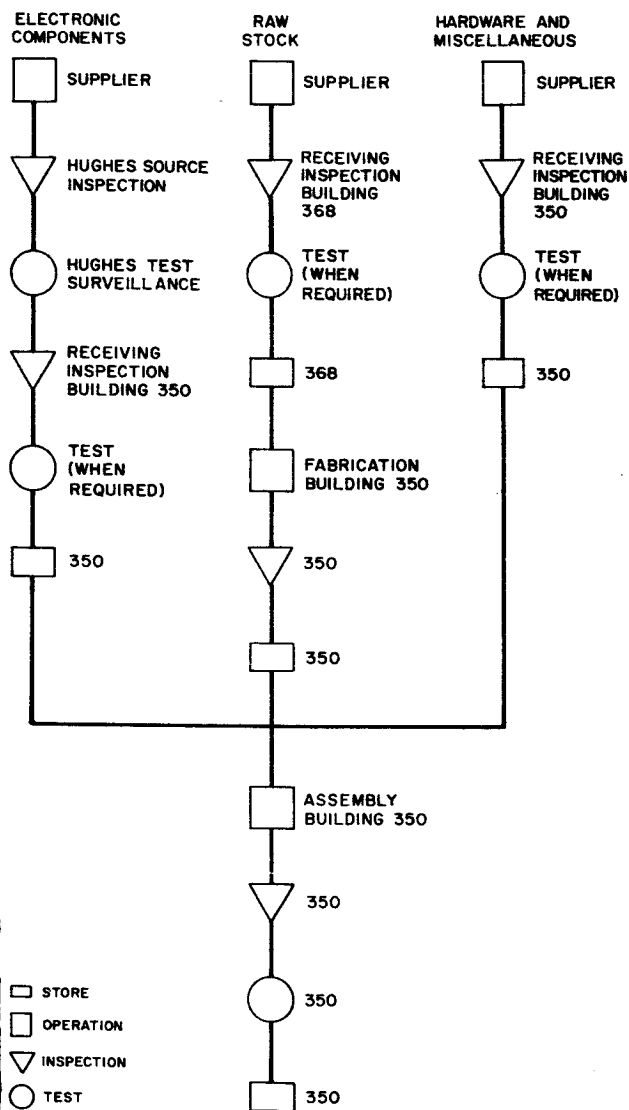 ELECTRONIC
COMPONENTS
SUPPLIER
HUGHES SOURCE
INSPECTION
HUGHES TEST
SURVEILLANCE
RECEIVING
INSPECTION
BUILDING 350
TEST
(WHEN
REQUIRED)
350
RAW
STOCK
SUPPLIER
RECEIVING
INSPECTION
BUILDING
368
TEST
(WHEN
REQUIRED)
368
FABRICATION
BUILDING 350
350
350
HARDWARE AND
MISCELLANEOUS
SUPPLIER
RECEIVING
INSPECTION
BUILDING
350
TEST
(WHEN
REQUIRED)
350
ASSEMBLY
BUILDING 350
350
350
350
STORE
OPERATION
INSPECTION
TEST